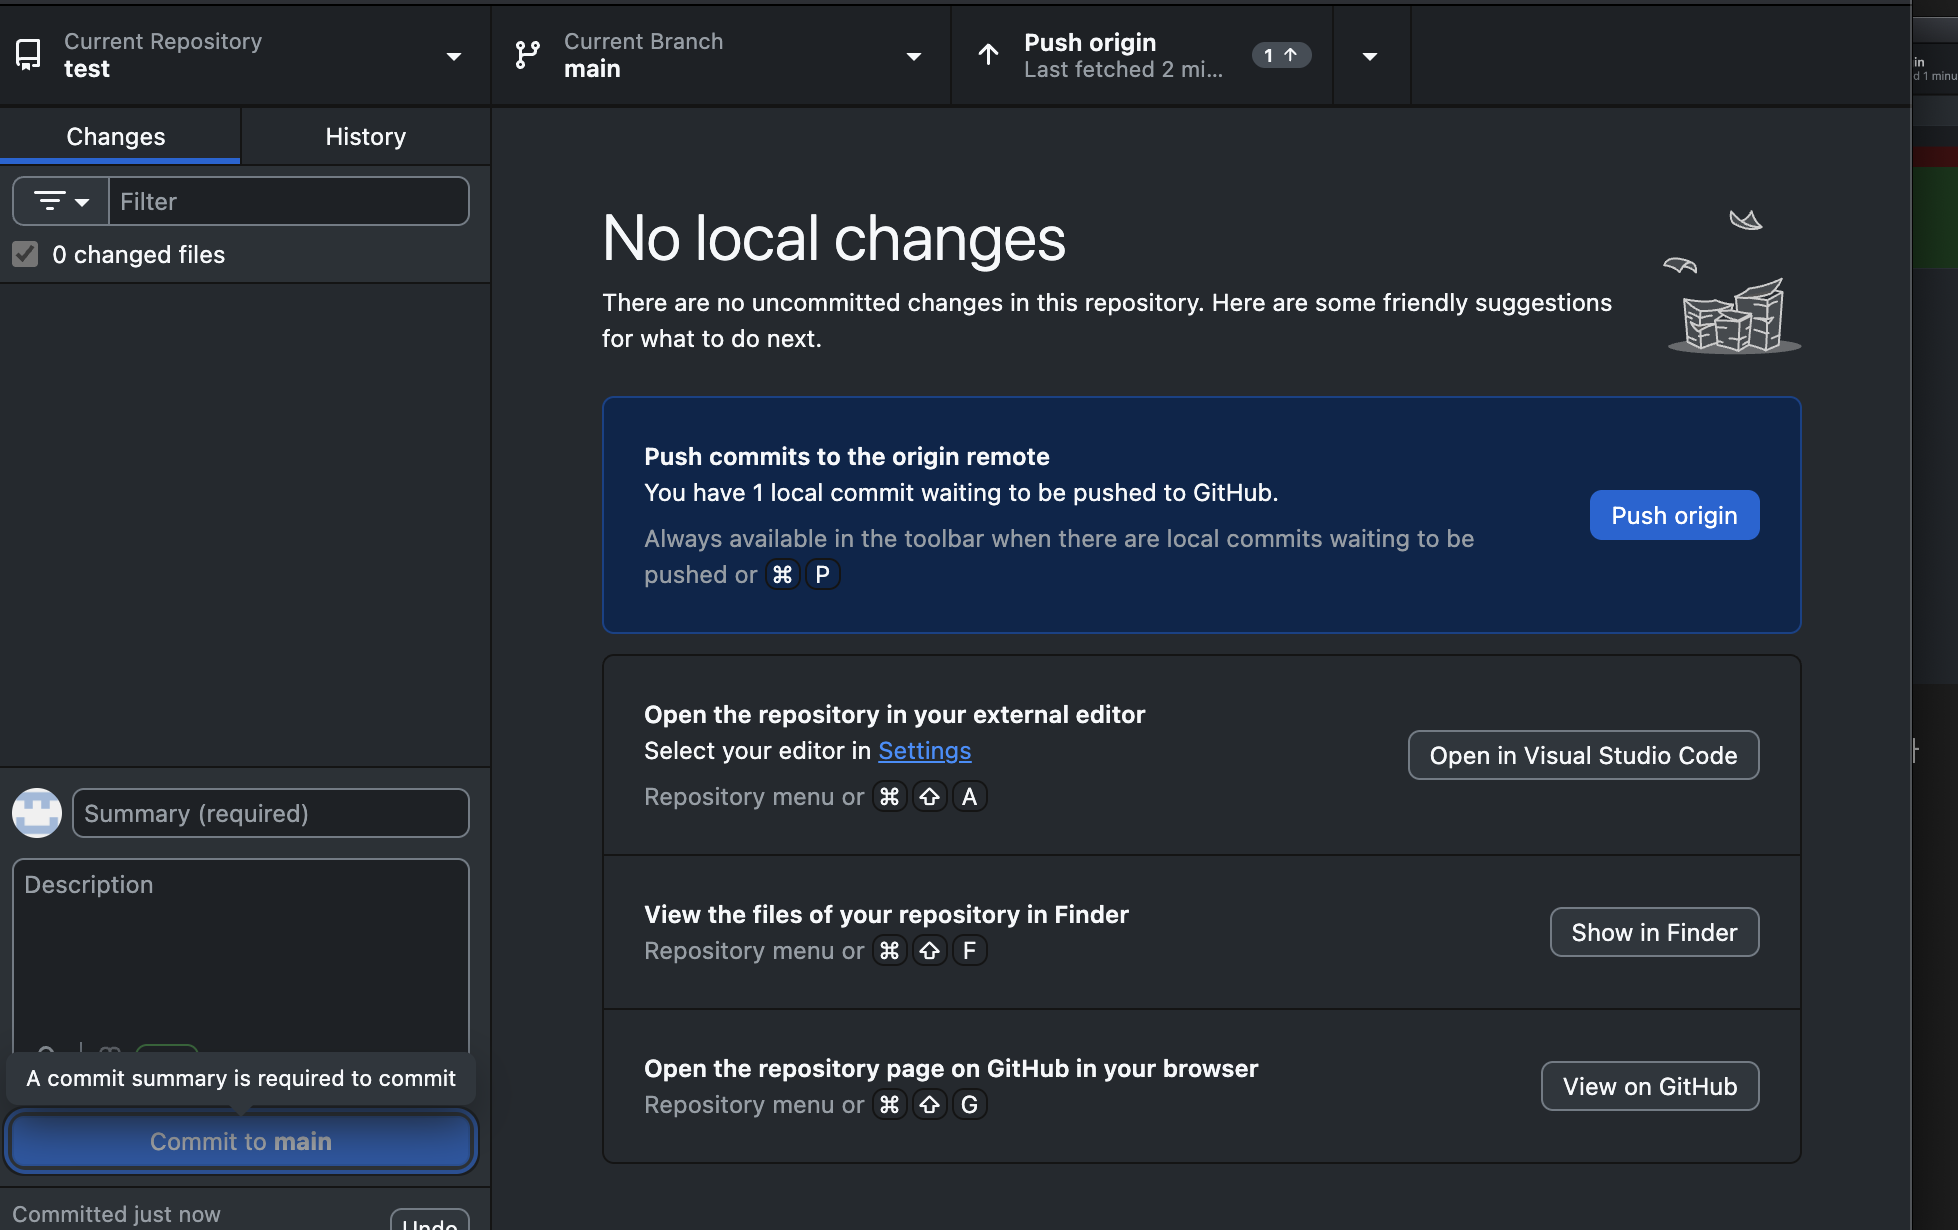 Current Repository
test
Current Branch
main
Push origin
Last fetched 2 mi...
1
in
d 1 minu
Changes
History
Filter
0 changed files
No local changes
There are no uncommitted changes in this repository. Here are some friendly suggestions
for what to do next.
Push commits to the origin remote
You have 1 local commit waiting to be pushed to GitHub.
Always available in the toolbar when there are local commits waiting to be
pushed or ⌘ P
Push origin
Open the repository in your external editor
Select your editor in Settings
Repository menu or ⌘ ⇧ A
Open in Visual Studio Code
View the files of your repository in Finder
Repository menu or ⌘ ⇧ F
Show in Finder
Open the repository page on GitHub in your browser
Repository menu or ⌘ ⇧ G
View on GitHub
Summary (required)
Description
A commit summary is required to commit
Commit to main
Committed just now
Undo